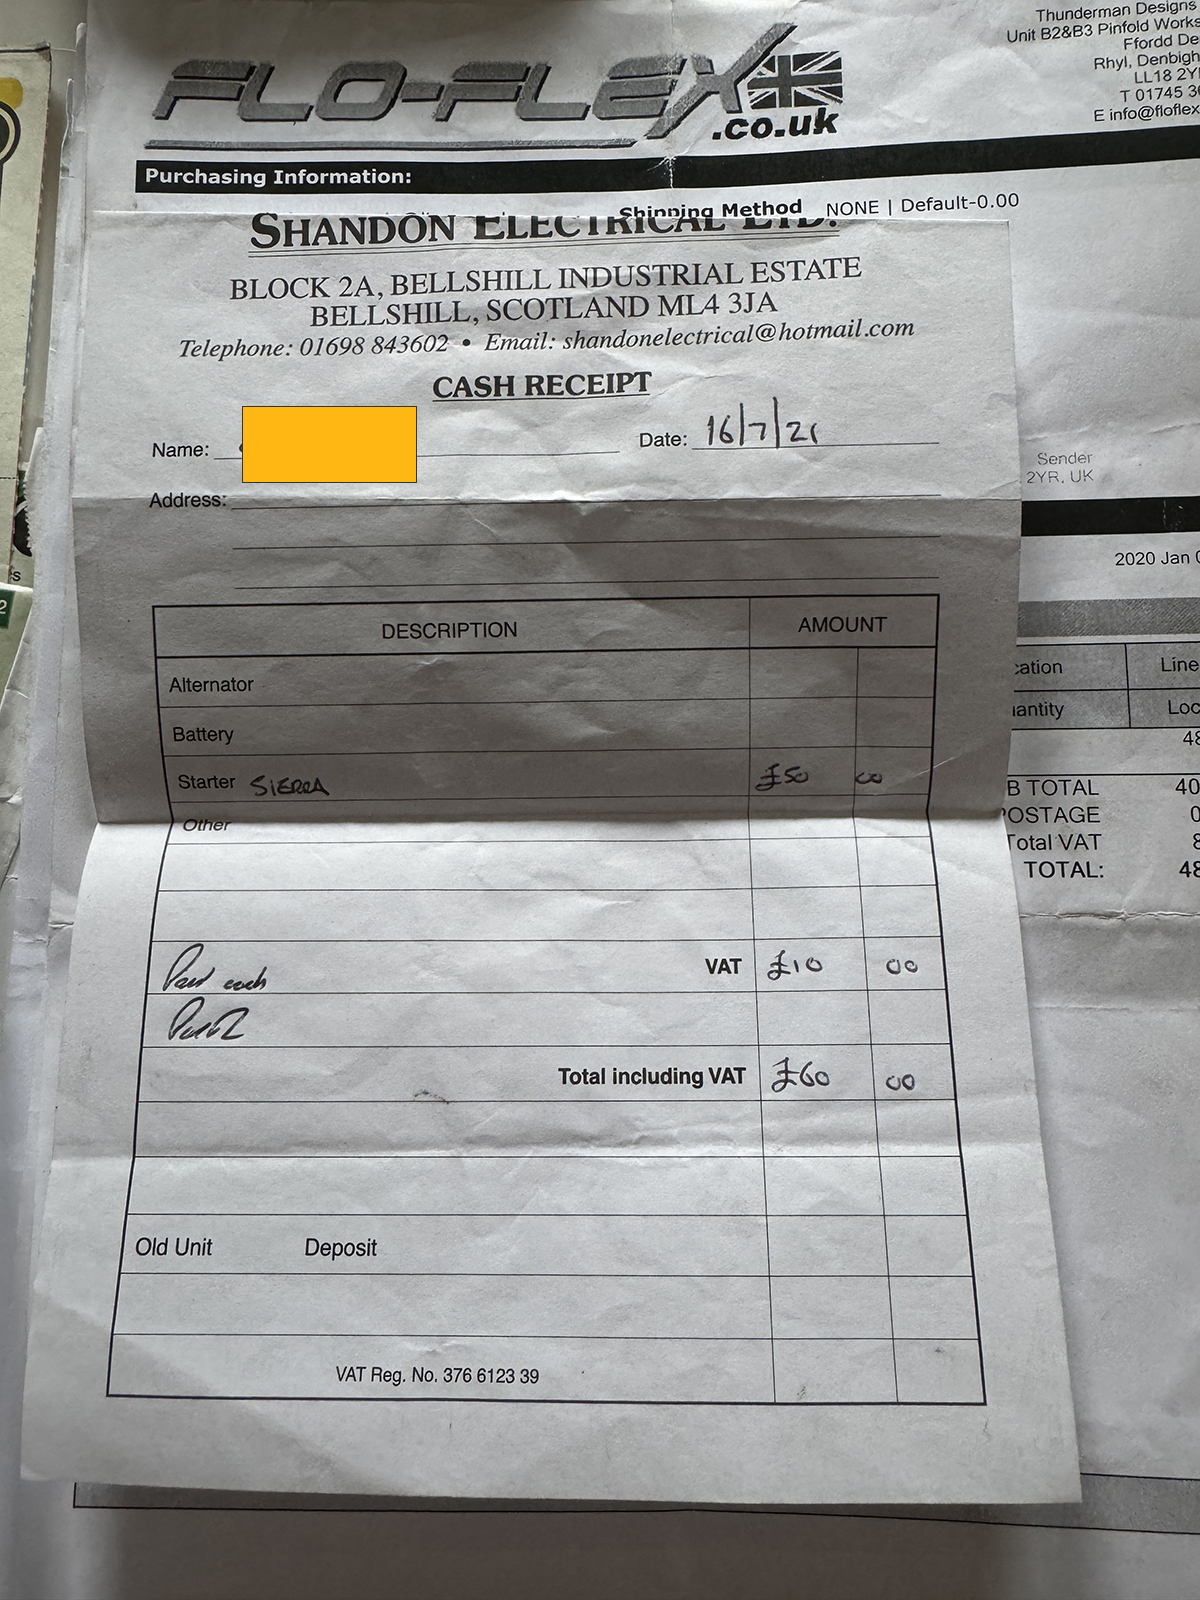 FLO-FLEX
.co.uk
Thunderman Designs
Unit B2&B3 Pinfold Works
Ffordd De
Rhyl, Denbigh
LL18 2Y
T 01745 3
E info@floflex
Purchasing Information:
Shipping Method NONE | Default-0.00
SHANDON ELECTRICAL LTD.
BLOCK 2A, BELLSHILL INDUSTRIAL ESTATE
BELLSHILL, SCOTLAND ML4 3JA
Telephone: 01698 843602 • Email: shandonelectrical@hotmail.com
CASH RECEIPT
Name:
Date: 16/7/21
Sender
2YR, UK
Address:
2020 Jan 0
DESCRIPTION AMOUNT
cation Line
Alternator
antity Loc
Battery
48
Starter SIERRA £50 00
B TOTAL 40
OSTAGE 0
Other
Total VAT 8
TOTAL: 48
Paid cash VAT £10 00
Total including VAT £60 00
Old Unit Deposit
VAT Reg. No. 376 6123 39